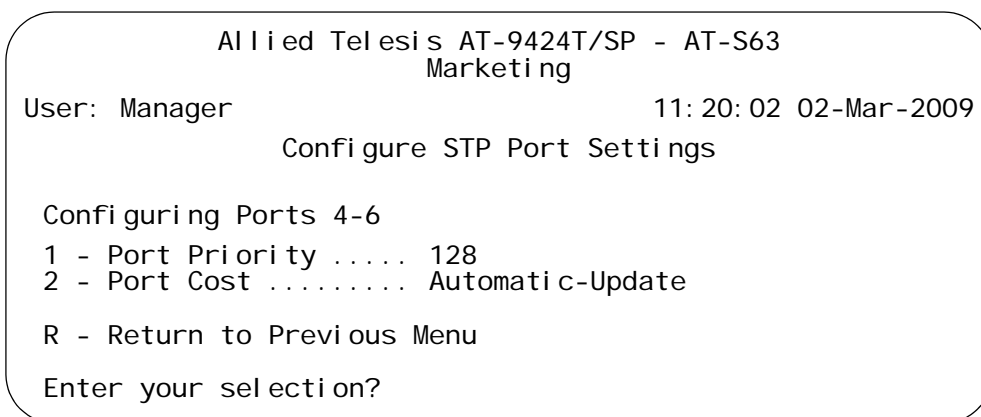 Allied Telesis AT-9424T/SP - AT-S63
Marketing
User: Manager 11:20:02 02-Mar-2009
Configure STP Port Settings
Configuring Ports 4-6
1 - Port Priority ..... 128
2 - Port Cost ......... Automatic-Update
R - Return to Previous Menu
Enter your selection?